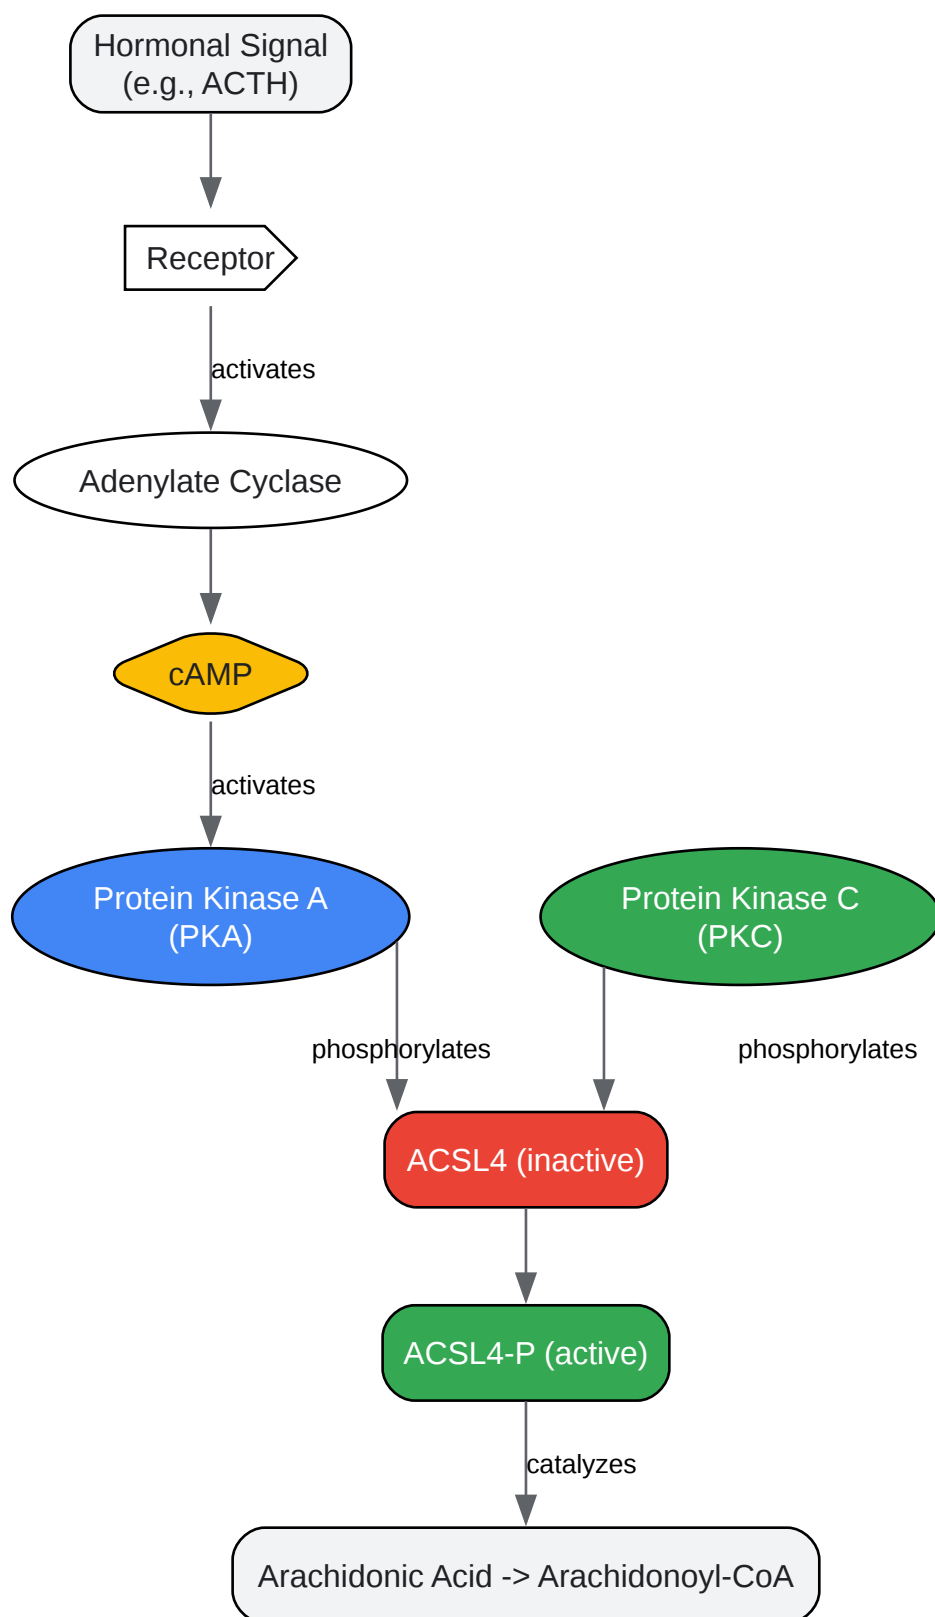 Hormonal Signal
(e.g., ACTH)
Receptor
activates
Adenylate Cyclase
cAMP
activates
Protein Kinase A
(PKA)
Protein Kinase C
(PKC)
phosphorylates
phosphorylates
ACSL4 (inactive)
ACSL4-P (active)
catalyzes
Arachidonic Acid -> Arachidonoyl-CoA